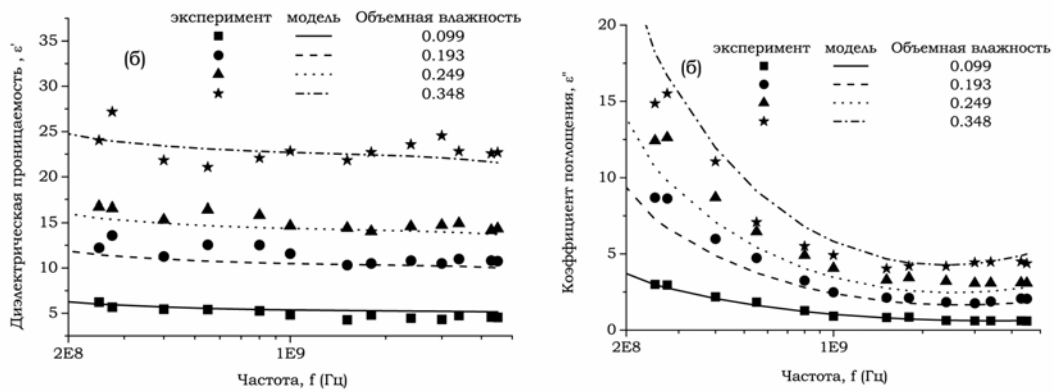 эксперимент модель Объемная влажность
0.099
0.193
0.249
0.348
(б)
35
30
25
20
15
10
5
2E8 1E9
Частота, f (Гц)
Диэлектрическая проницаемость , ε'
эксперимент модель Объемная влажность
0.099
0.193
0.249
0.348
(б)
20
15
10
5
0
2E8 1E9
Частота, f (Гц)
Коэффициент поглощения, ε"